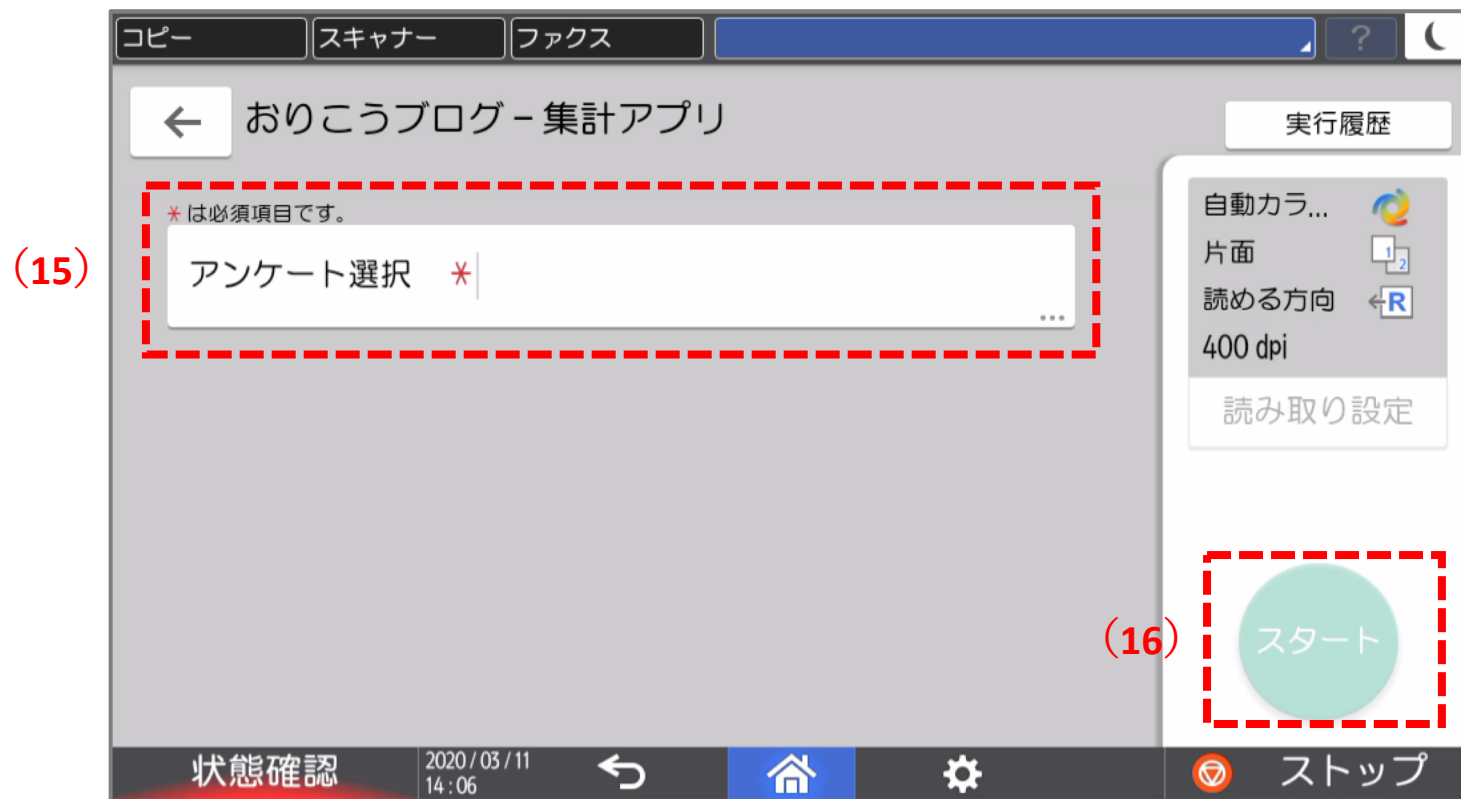 コピー
スキャナー
ファクス
?
おりこうブログ－集計アプリ
実行履歴
＊は必須項目です。
（15）
アンケート選択 ＊
...
自動カラ...
片面
1
2
読める方向
←R
400 dpi
読み取り設定
（16）
スタート
状態確認
2020/03/11
14:06
ストップ